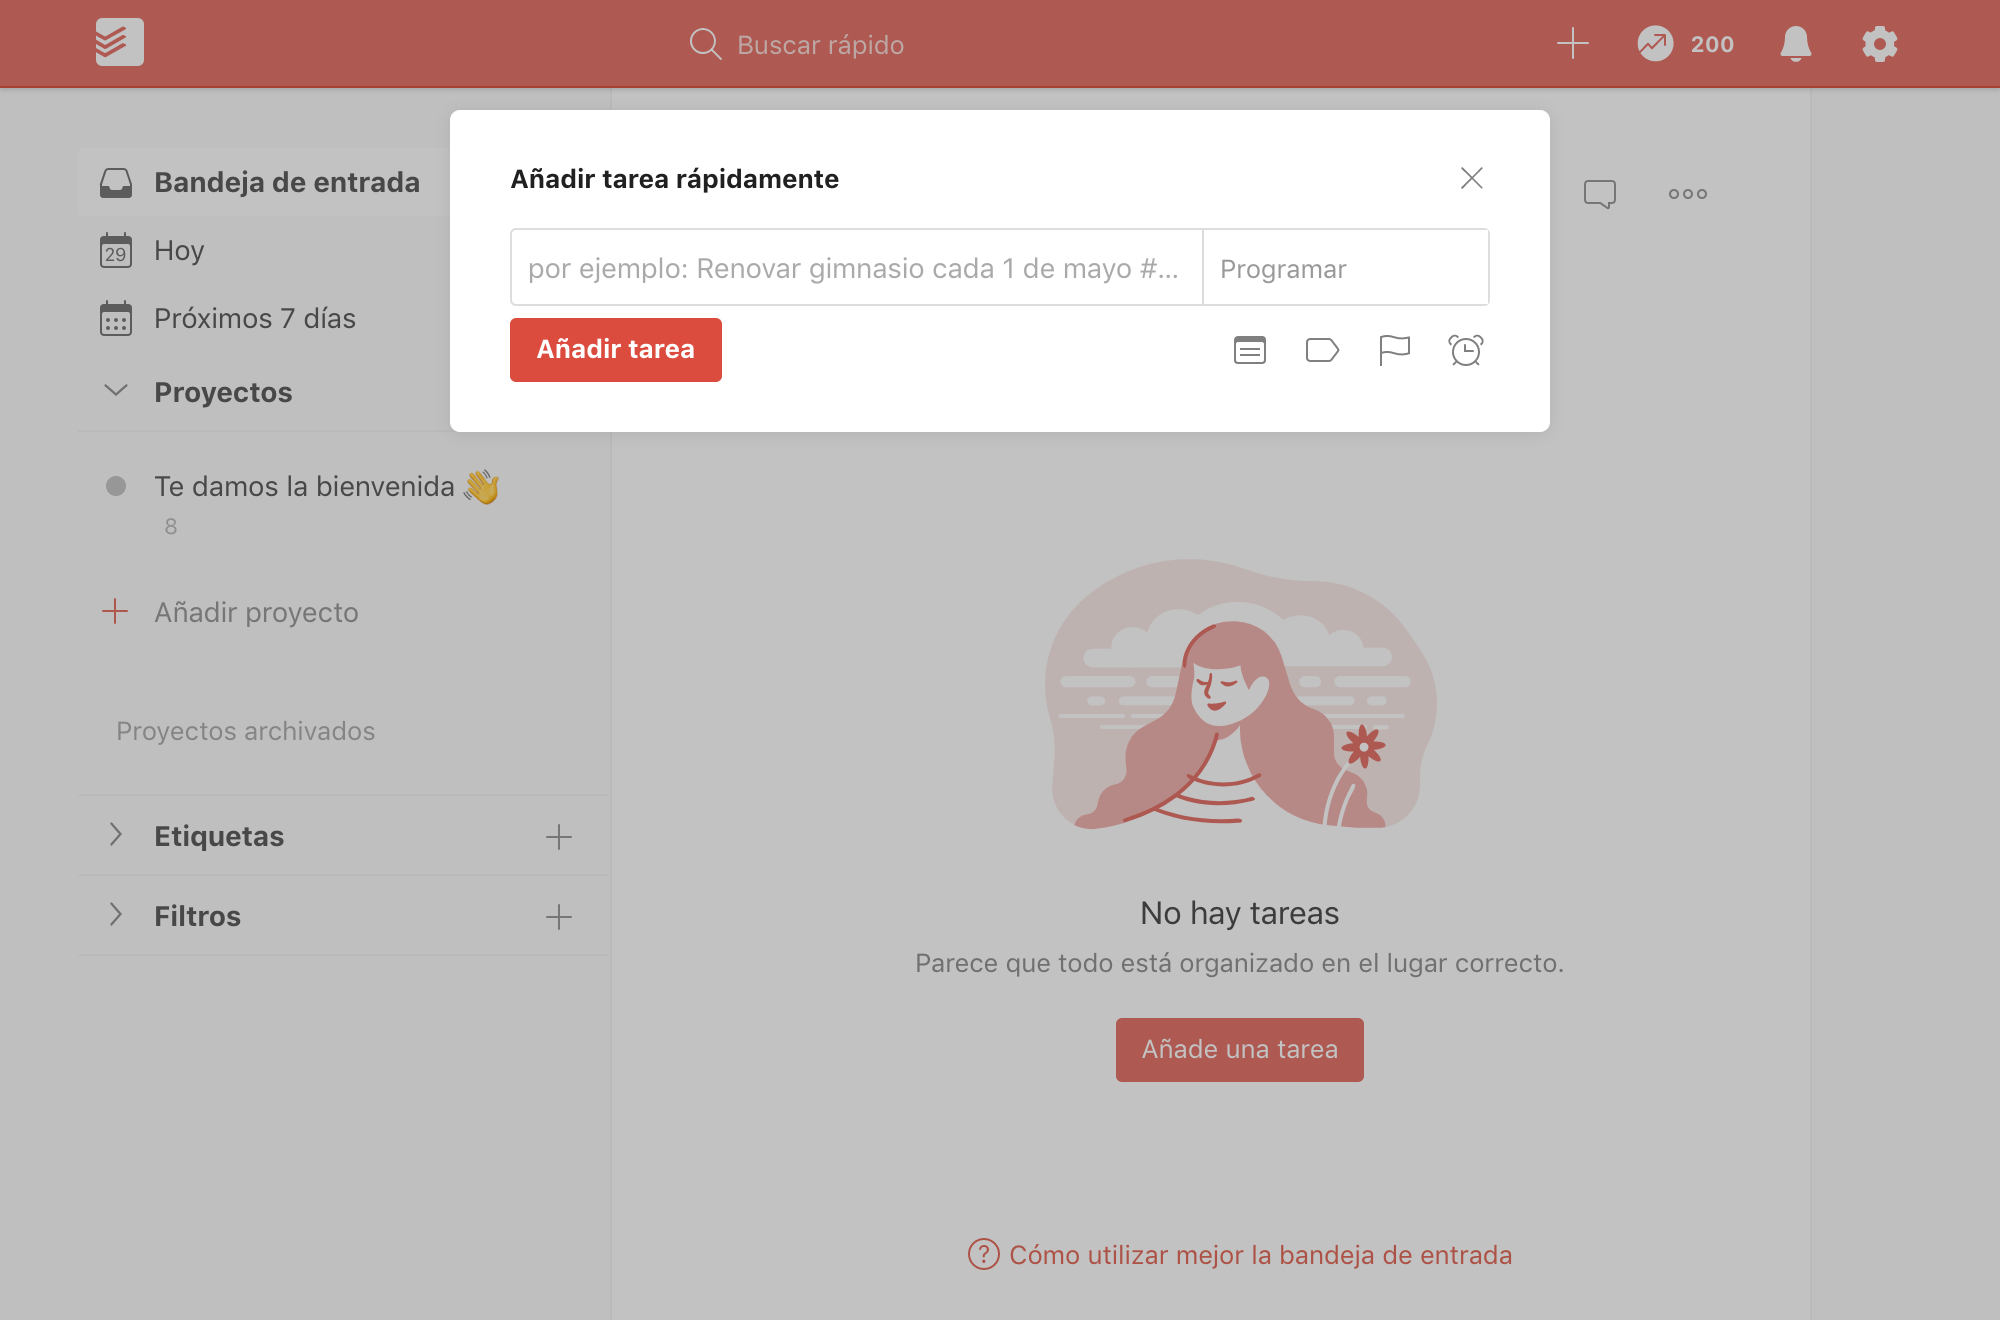 Buscar rápido
200
Añadir tarea rápidamente
por ejemplo: Renovar gimnasio cada 1 de mayo #...
Programar
Añadir tarea
Bandeja de entrada
29
Hoy
Próximos 7 días
Proyectos
Te damos la bienvenida 👋
8
Añadir proyecto
Proyectos archivados
Etiquetas
Filtros
No hay tareas
Parece que todo está organizado en el lugar correcto.
Añade una tarea
? Cómo utilizar mejor la bandeja de entrada